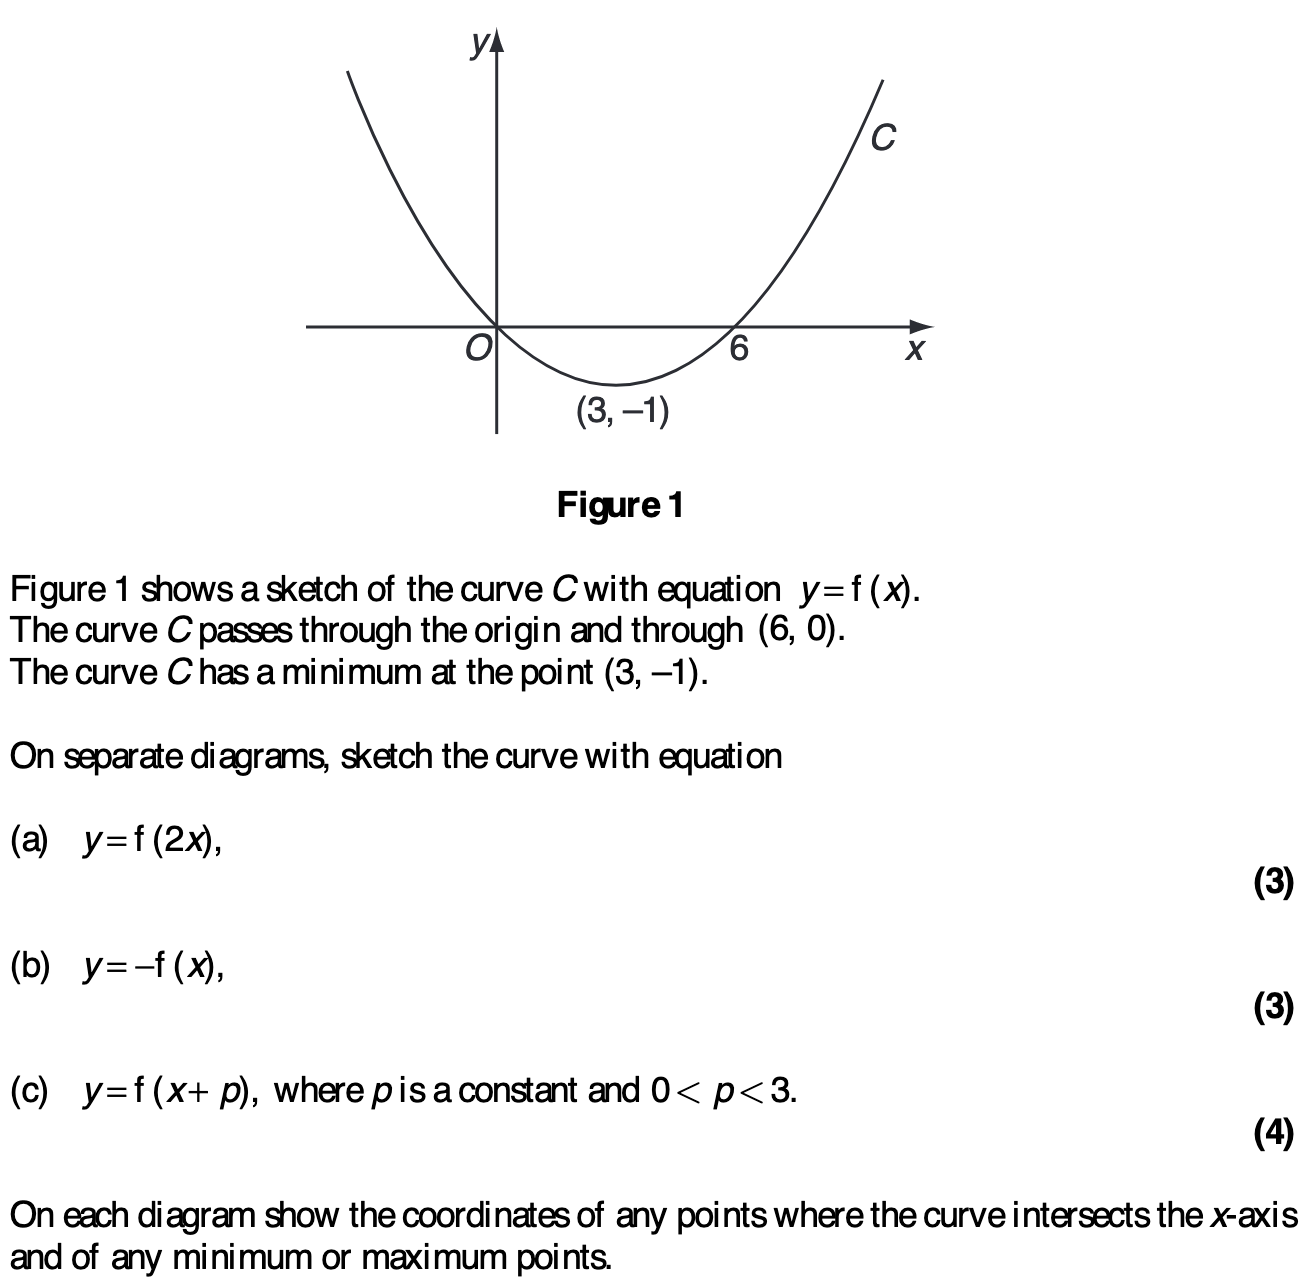 y
C
O
6
x
(3, –1)
Figure 1
Figure 1 shows a sketch of the curve C with equation y = f (x).
The curve C passes through the origin and through (6, 0).
The curve C has a minimum at the point (3, –1).
On separate diagrams, sketch the curve with equation
(a) y = f (2x),
(3)
(b) y = –f (x),
(3)
(c) y = f (x + p), where p is a constant and 0 < p < 3.
(4)
On each diagram show the coordinates of any points where the curve intersects the x-axis
and of any minimum or maximum points.